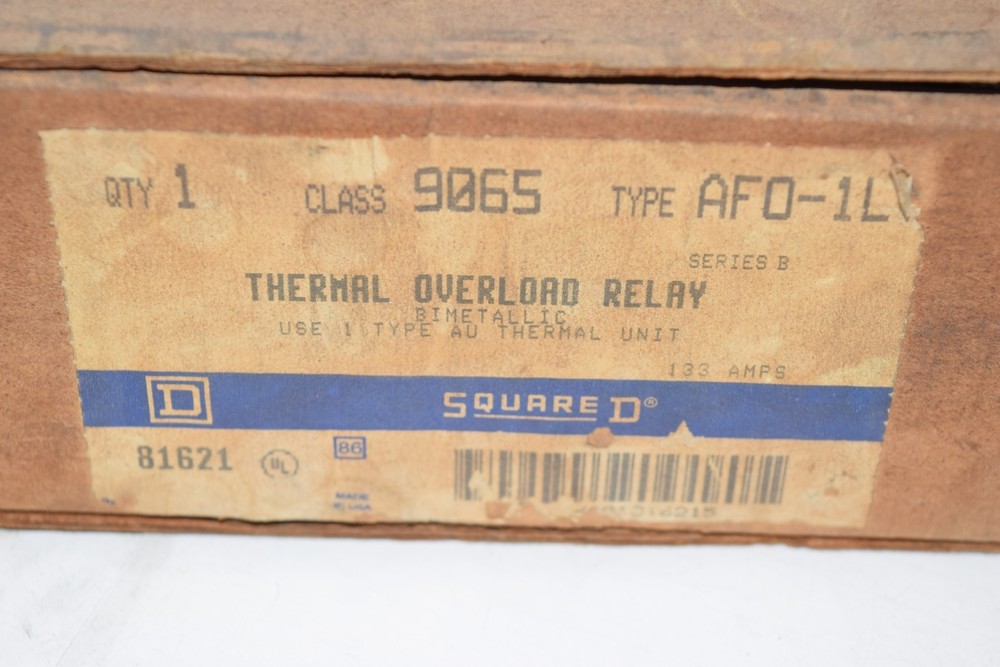 QTY 1 CLASS 9065 TYPE AFO-1L
SERIES B
THERMAL OVERLOAD RELAY
BIMETALLIC
USE 1 TYPE AU THERMAL UNIT
133 AMPS
D SQUARE D®
81621 UL 86
MADE
IN USA